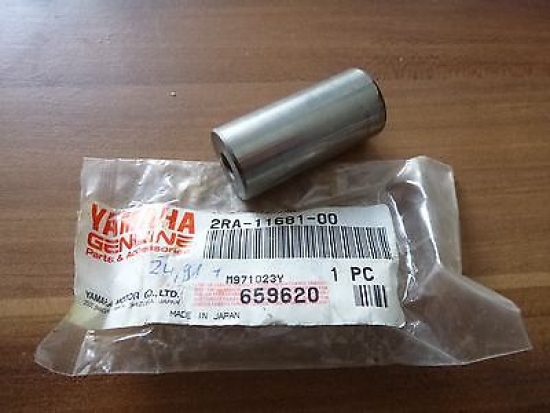 YAMAHA
GENUINE
Parts & Accessories
2RA-11681-00
M971023Y
1 PC
659620
YAMAHA MOTOR CO., LTD.
MADE IN JAPAN